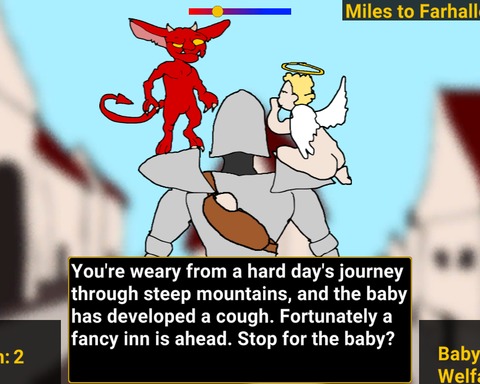 Miles to Farhall
You're weary from a hard day's journey
through steep mountains, and the baby
has developed a cough. Fortunately a
fancy inn is ahead. Stop for the baby?
n: 2
Baby
Welfa